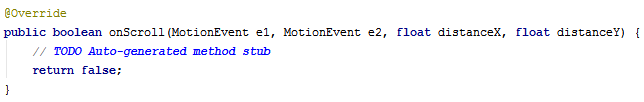 @Override
public boolean onScroll(MotionEvent e1, MotionEvent e2, float distanceX, float distanceY) {
    // TODO Auto-generated method stub
    return false;
}